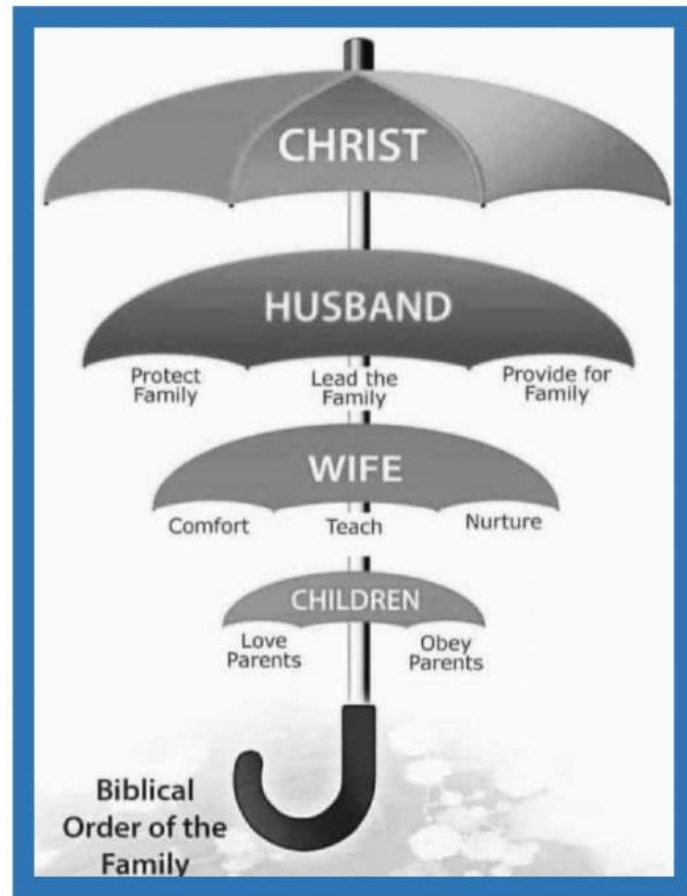 CHRIST
HUSBAND
Protect
Family
Lead the
Family
Provide for
Family
WIFE
Comfort
Teach
Nurture
CHILDREN
Love
Parents
Obey
Parents
Biblical
Order of the
Family